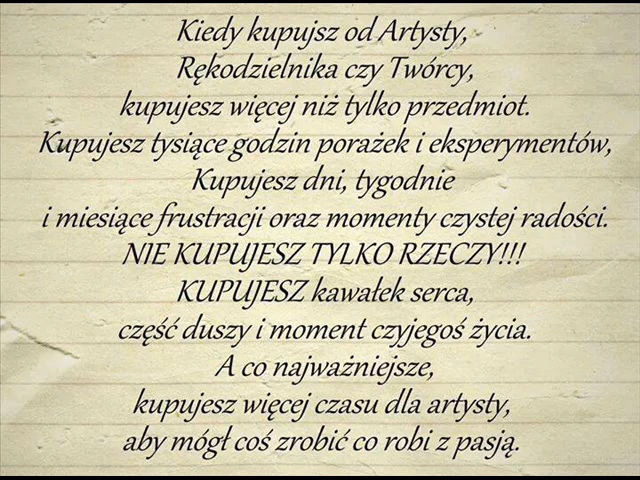 Kiedy kupujsz od Artysty,
Rękodzielnika czy Twórcy,
kupujesz więcej niż tylko przedmiot.
Kupujesz tysiące godzin porażek i eksperymentów,
Kupujesz dni, tygodnie
i miesiące frustracji oraz momenty czystej radości.
NIE KUPUJESZ TYLKO RZECZY!!!
KUPUJESZ kawałek serca,
część duszy i moment czyjegoś życia.
A co najważniejsze,
kupujesz więcej czasu dla artysty,
aby mógł coś zrobić co robi z pasją.